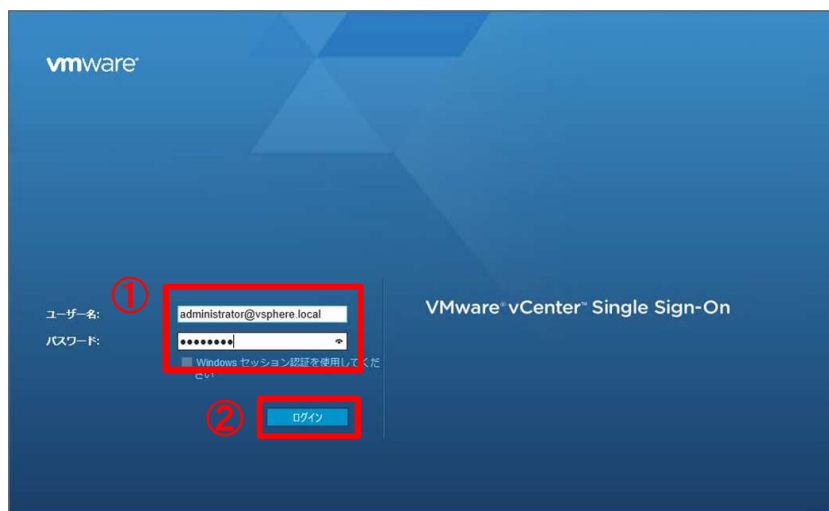 vmware®
①
ユーザー名:
administrator@vsphere.local
VMware® vCenter™ Single Sign-On
パスワード:
●●●●●●●●
Windows セッション認証を使用してくだ
さい
②
ログイン